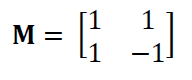 M = [1 1
1 -1]